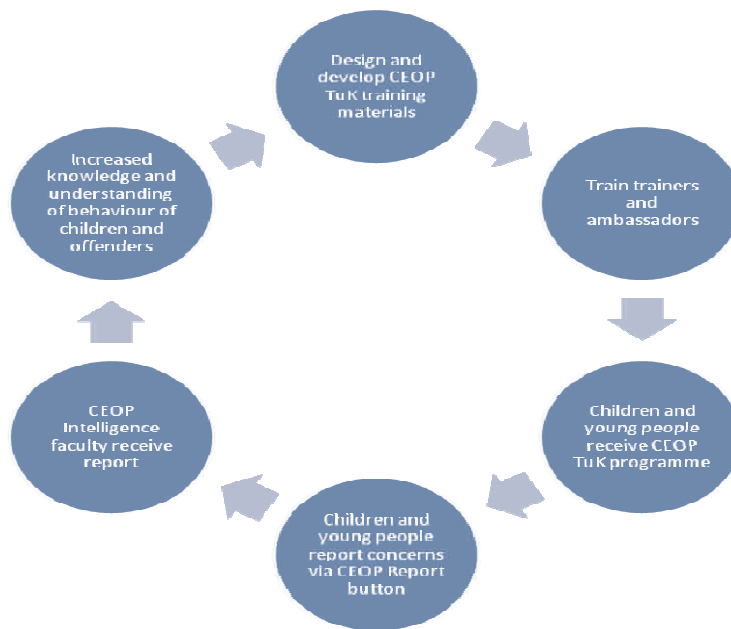 Design and
develop CEOP
TuK training
materials
Train trainers
and
ambassadors
Children and
young people
receive CEOP
TuK programme
Children and
young people
report concerns
via CEOP Report
button
CEOP
Intelligence
faculty receive
report
Increased
knowledge and
understanding
of behaviour of
children and
offenders